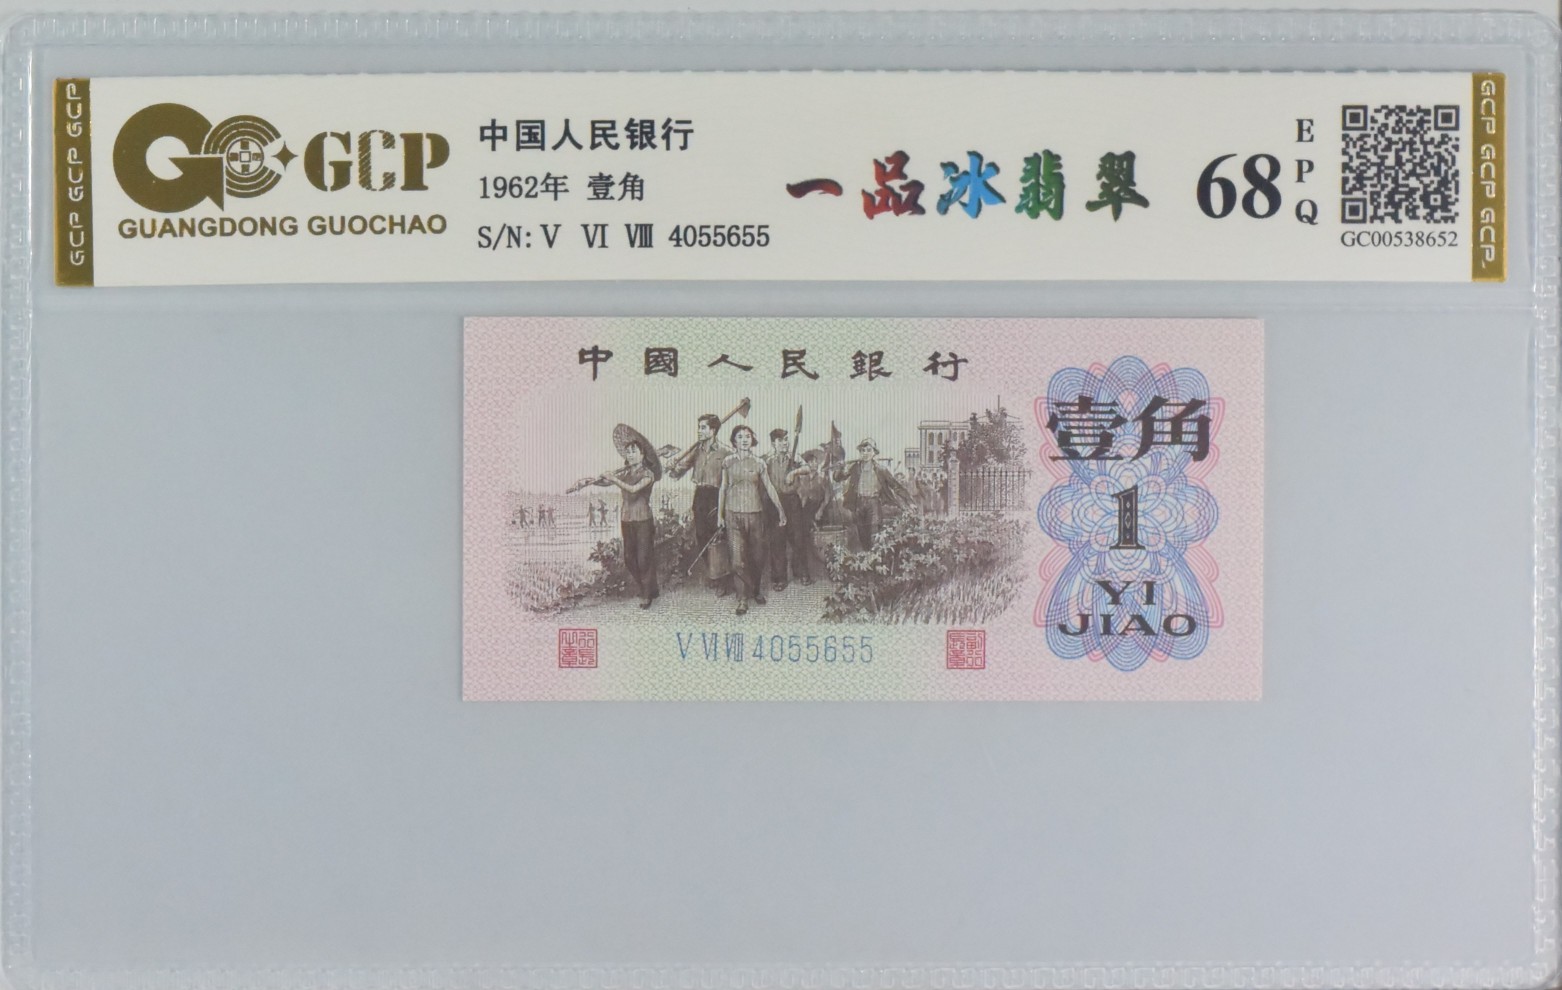 GCP GCP GCP
GCP
GUANGDONG GUOCHAO
中国人民银行
1962年 壹角
S/N: Ⅴ Ⅵ Ⅷ 4055655
一品冰翡翠
68
EPQ
GC00538652
GCP GCP GCP
中國人民銀行
壹角
1
YI
JIAO
Ⅴ Ⅵ Ⅷ 4055655